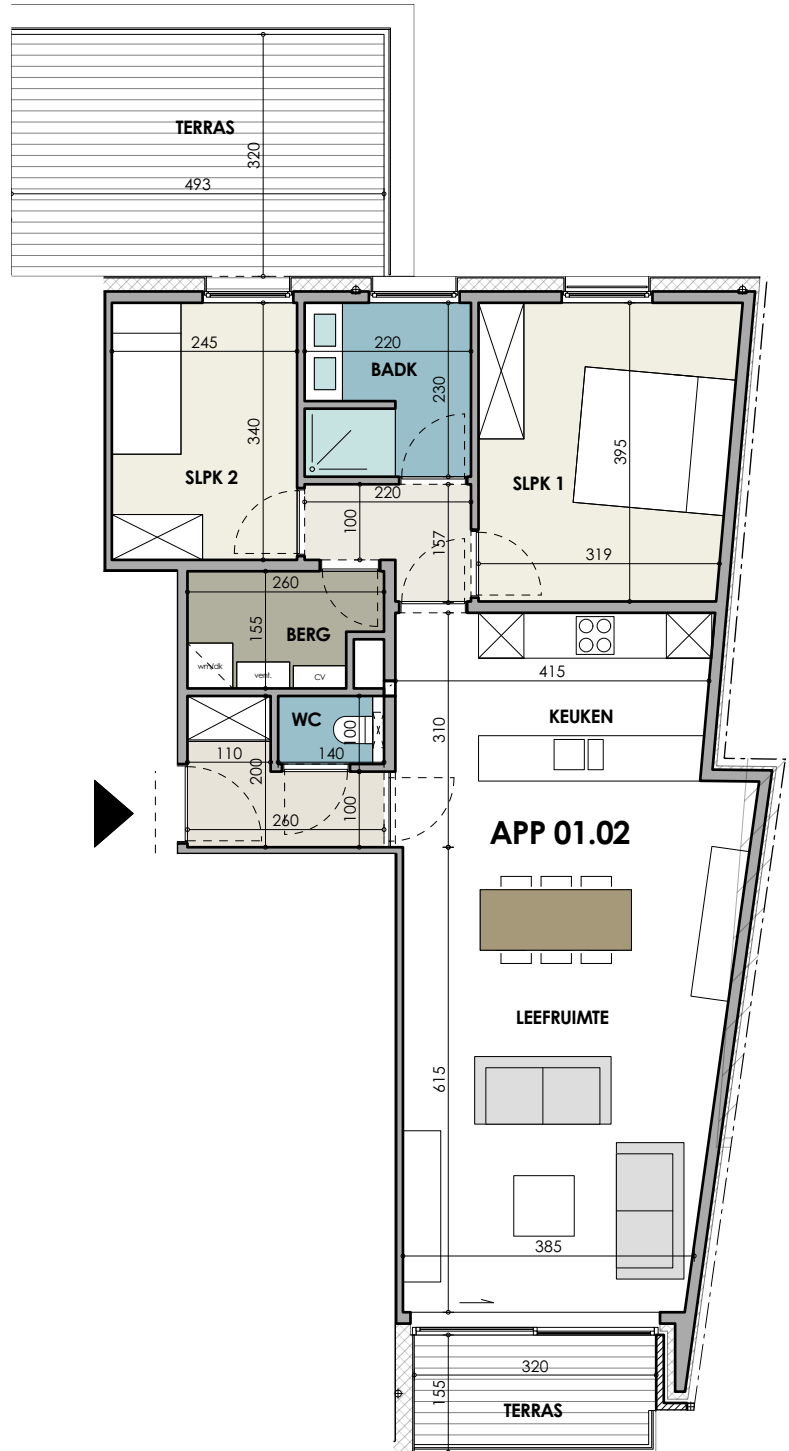 TERRAS
320
493
245
220
BADK
230
340
395
SLPK 2
SLPK 1
220
100
157
319
260
155
BERG
wm/dk
vent.
CV
415
WC
100
KEUKEN
310
110
140
200
100
260
APP 01.02
LEEFRUIMTE
615
385
320
155
TERRAS